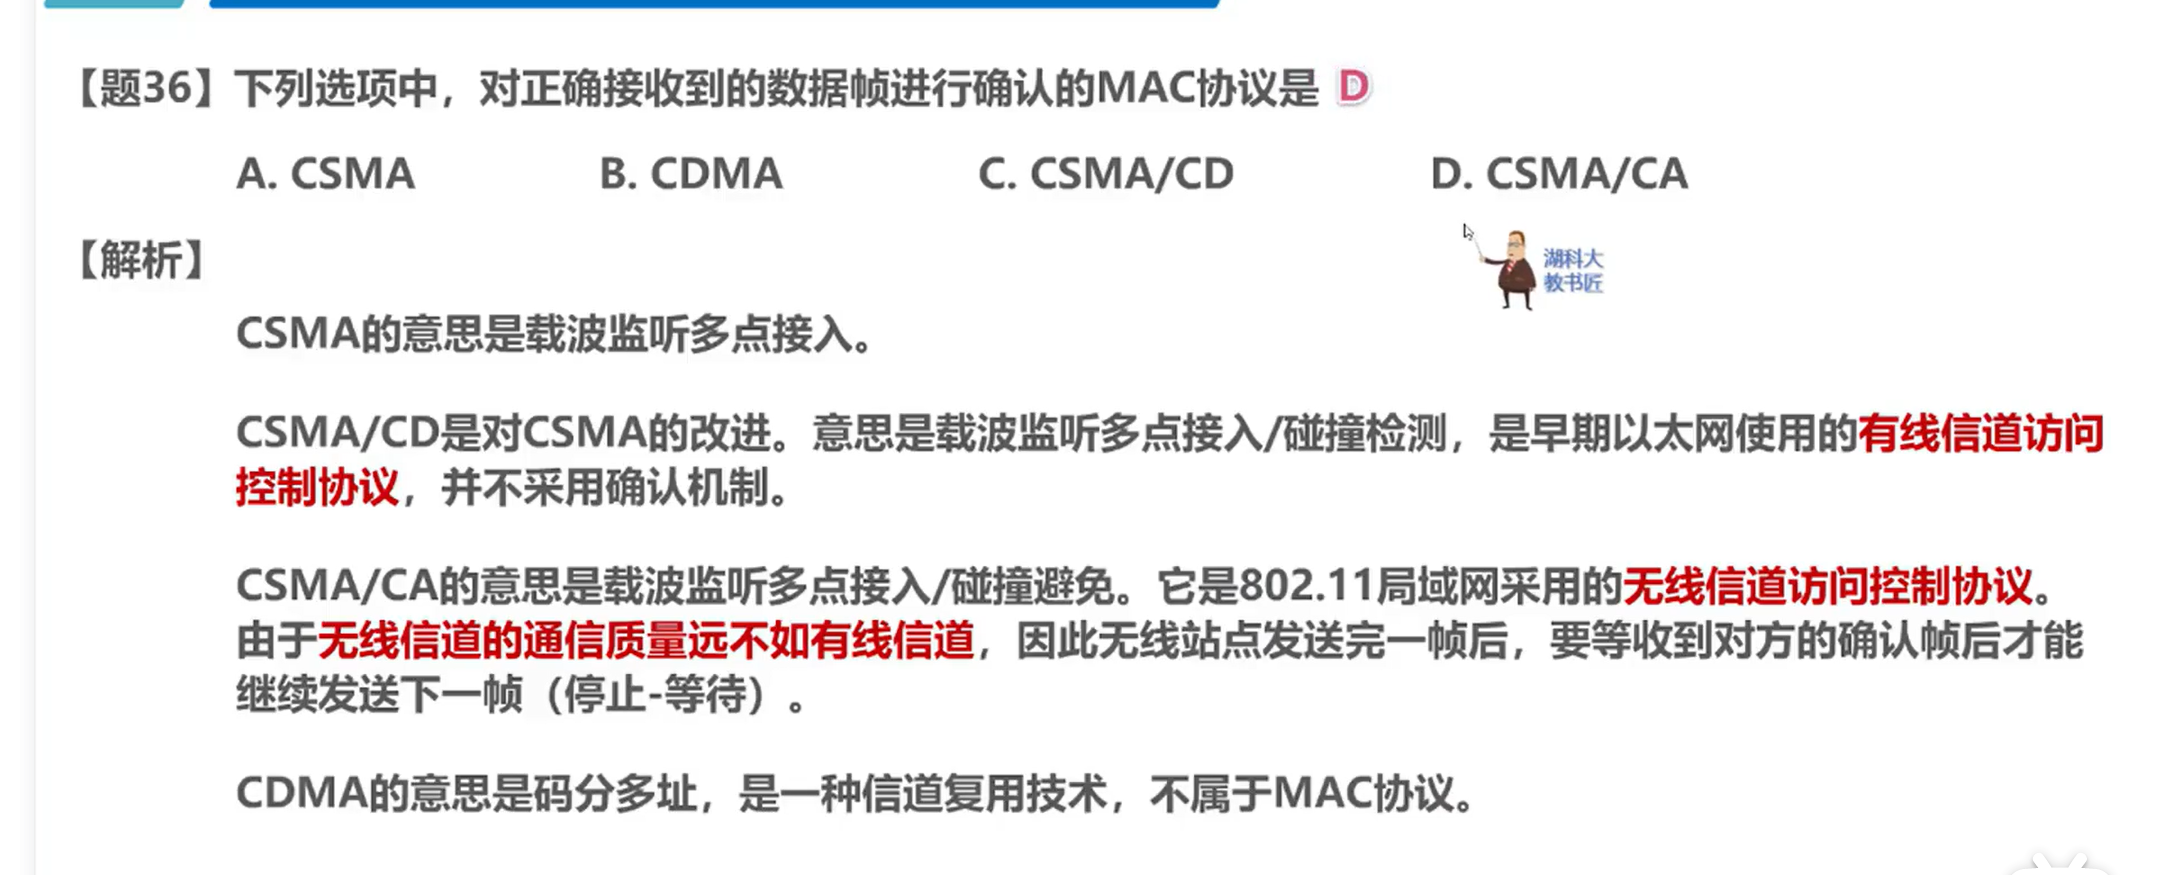 【题36】下列选项中，对正确接收到的数据帧进行确认的MAC协议是 D
A. CSMA B. CDMA C. CSMA/CD D. CSMA/CA
【解析】
湖科大
教书匠
CSMA的意思是载波监听多点接入。
CSMA/CD是对CSMA的改进。意思是载波监听多点接入/碰撞检测，是早期以太网使用的有线信道访问
控制协议，并不采用确认机制。
CSMA/CA的意思是载波监听多点接入/碰撞避免。它是802.11局域网采用的无线信道访问控制协议。
由于无线信道的通信质量远不如有线信道，因此无线站点发送完一帧后，要等收到对方的确认帧后才能
继续发送下一帧（停止-等待）。
CDMA的意思是码分多址，是一种信道复用技术，不属于MAC协议。